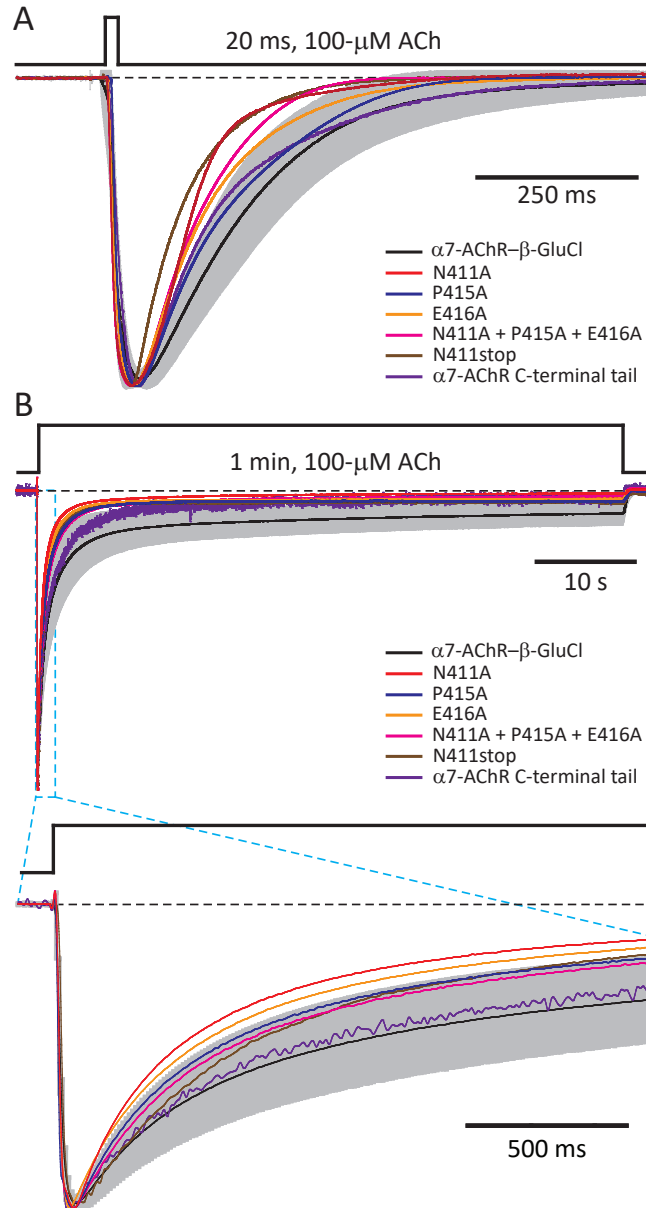 A
20 ms, 100-μM ACh
250 ms
α7-AChR–β-GluCl
N411A
P415A
E416A
N411A + P415A + E416A
N411stop
α7-AChR C-terminal tail
B
1 min, 100-μM ACh
10 s
α7-AChR–β-GluCl
N411A
P415A
E416A
N411A + P415A + E416A
N411stop
α7-AChR C-terminal tail
500 ms